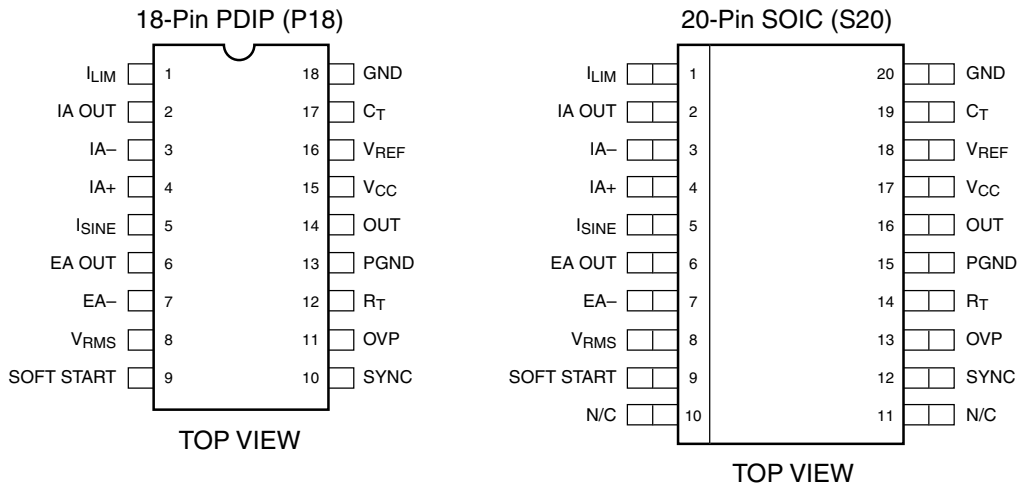 18-Pin PDIP (P18)
ILIM 1 18 GND
IA OUT 2 17 CT
IA– 3 16 VREF
IA+ 4 15 VCC
ISINE 5 14 OUT
EA OUT 6 13 PGND
EA– 7 12 RT
VRMS 8 11 OVP
SOFT START 9 10 SYNC
TOP VIEW
20-Pin SOIC (S20)
ILIM 1 20 GND
IA OUT 2 19 CT
IA– 3 18 VREF
IA+ 4 17 VCC
ISINE 5 16 OUT
EA OUT 6 15 PGND
EA– 7 14 RT
VRMS 8 13 OVP
SOFT START 9 12 SYNC
N/C 10 11 N/C
TOP VIEW